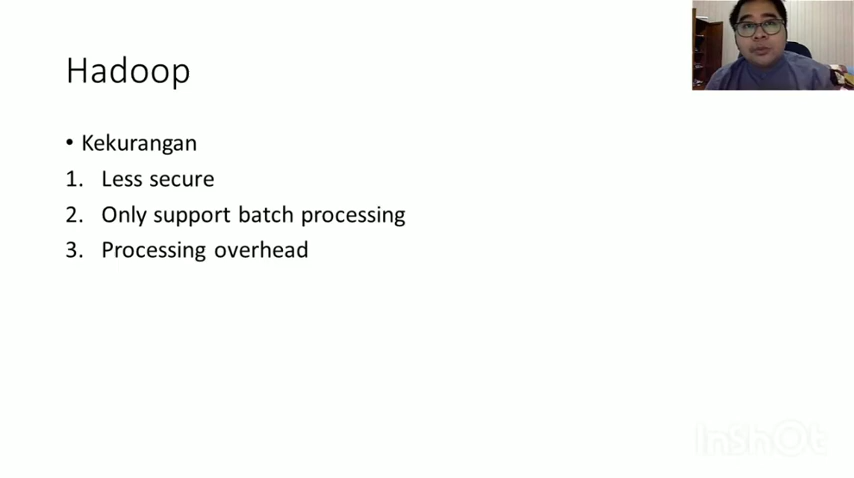 Hadoop
• Kekurangan
1. Less secure
2. Only support batch processing
3. Processing overhead
InShOt